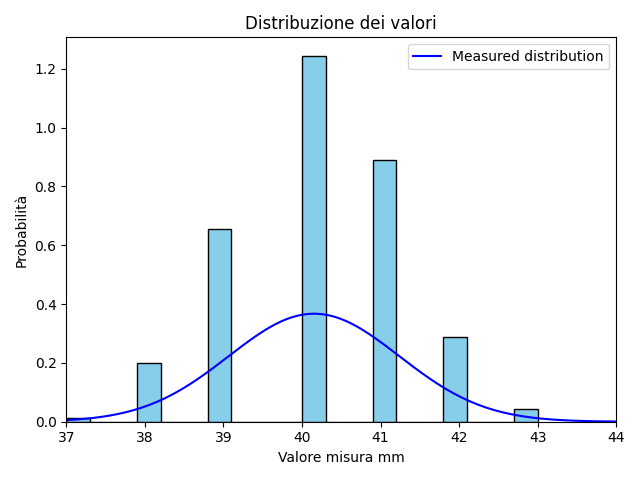 Distribuzione dei valori
Measured distribution
Probabilità
1.2
1.0
0.8
0.6
0.4
0.2
0.0
37 38 39 40 41 42 43 44
Valore misura mm